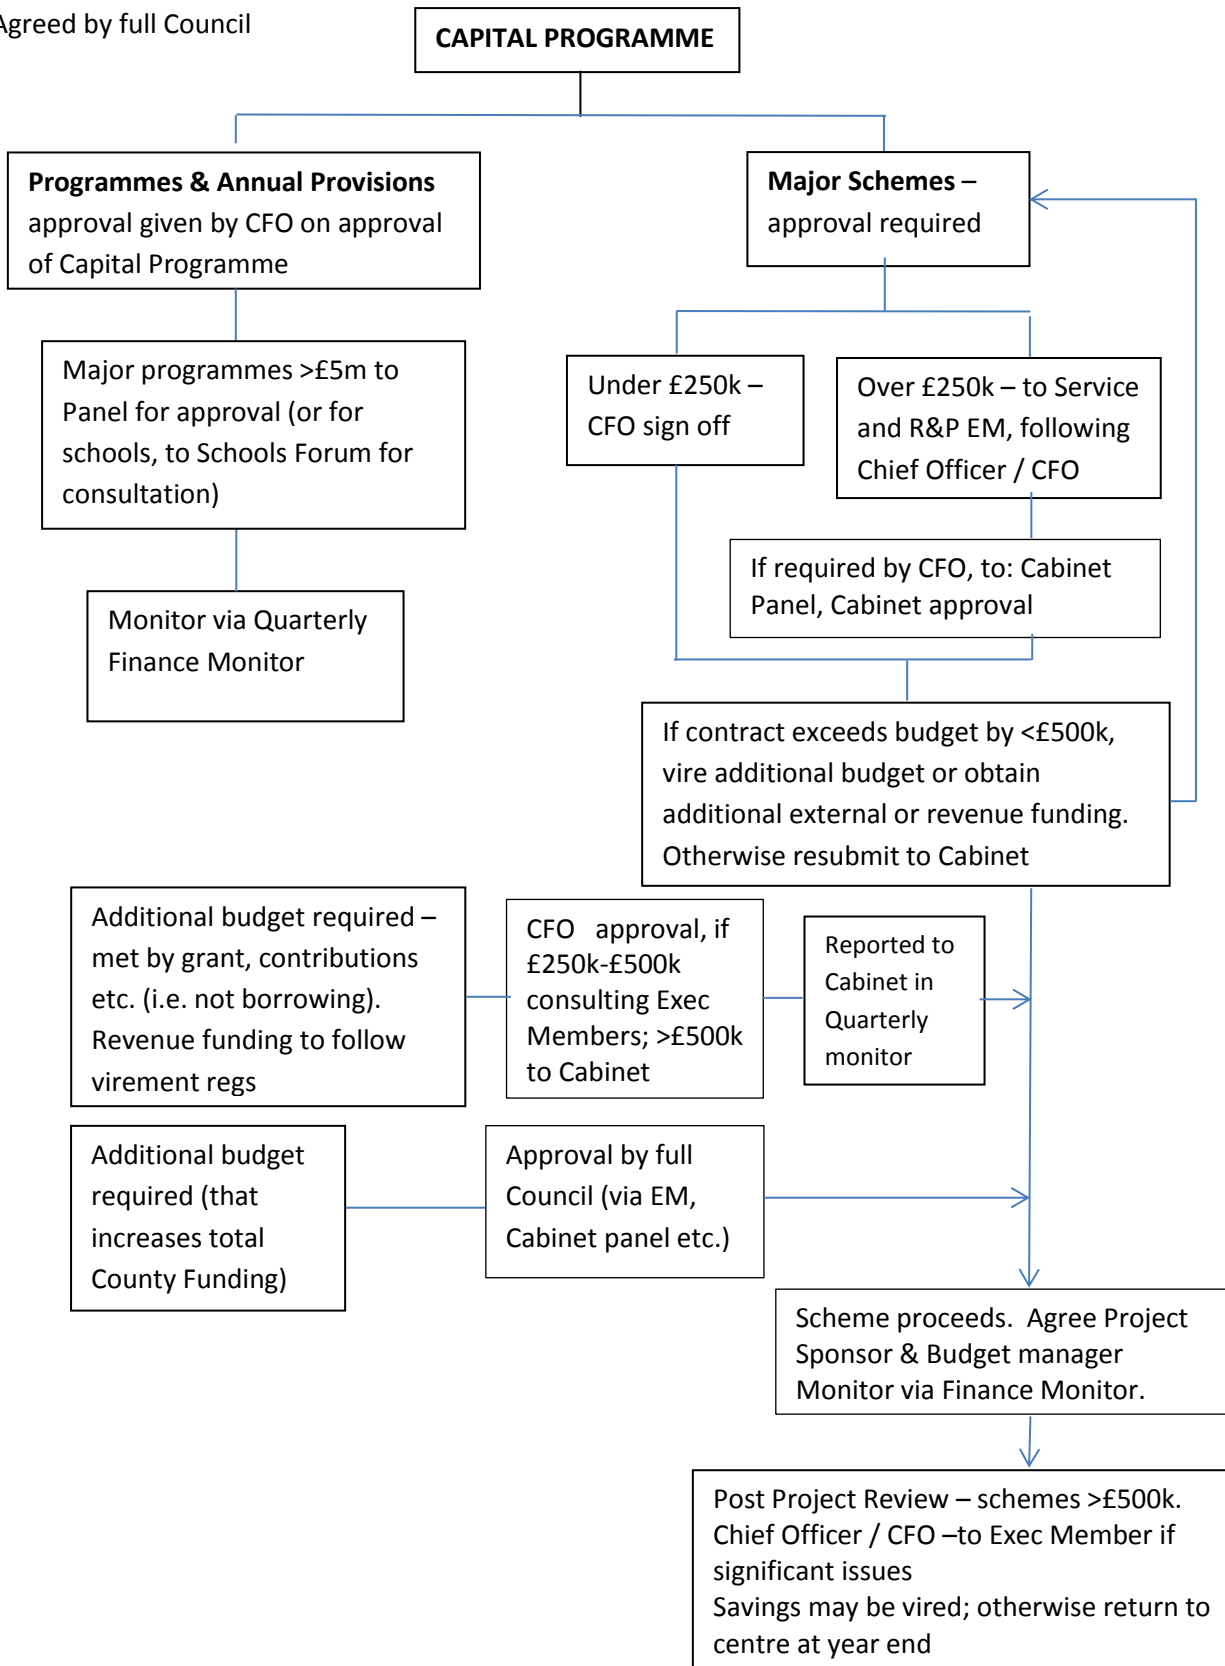 Agreed by full Council
CAPITAL PROGRAMME
Programmes & Annual Provisions
approval given by CFO on approval
of Capital Programme
Major Schemes –
approval required
Major programmes >£5m to
Panel for approval (or for
schools, to Schools Forum for
consultation)
Under £250k –
CFO sign off
Over £250k – to Service
and R&P EM, following
Chief Officer / CFO
If required by CFO, to: Cabinet
Panel, Cabinet approval
Monitor via Quarterly
Finance Monitor
If contract exceeds budget by <£500k,
vire additional budget or obtain
additional external or revenue funding.
Otherwise resubmit to Cabinet
Additional budget required –
met by grant, contributions
etc. (i.e. not borrowing).
Revenue funding to follow
virement regs
CFO approval, if
£250k-£500k
consulting Exec
Members; >£500k
to Cabinet
Reported to
Cabinet in
Quarterly
monitor
Additional budget
required (that
increases total
County Funding)
Approval by full
Council (via EM,
Cabinet panel etc.)
Scheme proceeds. Agree Project
Sponsor & Budget manager
Monitor via Finance Monitor.
Post Project Review – schemes >£500k.
Chief Officer / CFO –to Exec Member if
significant issues
Savings may be vired; otherwise return to
centre at year end